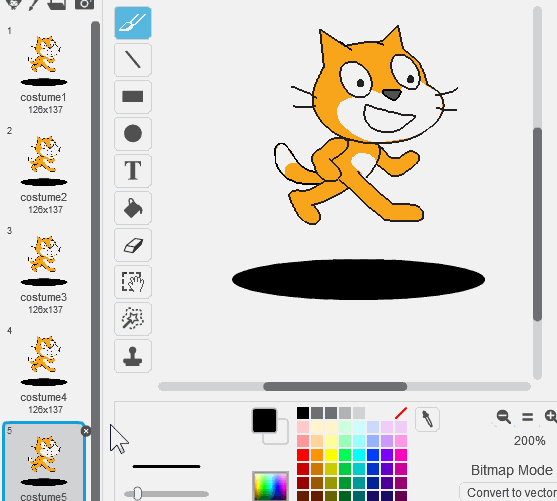 1
costume1
126x137
2
costume2
126x137
3
costume3
126x137
4
costume4
126x137
5
costume5
T
200%
Bitmap Mode
Convert to vector